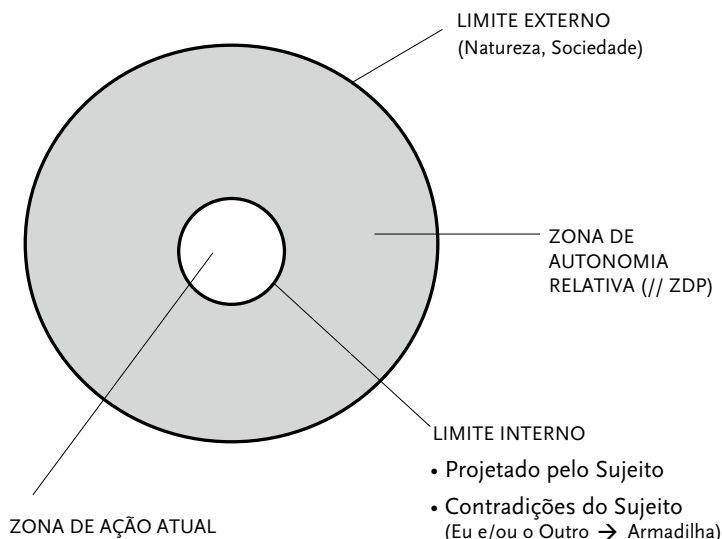 LIMITE EXTERNO
(Natureza, Sociedade)
ZONA DE
AUTONOMIA
RELATIVA (// ZDP)
LIMITE INTERNO
• Projetado pelo Sujeito
• Contradições do Sujeito
(Eu e/ou o Outro → Armadilha)
ZONA DE AÇÃO ATUAL